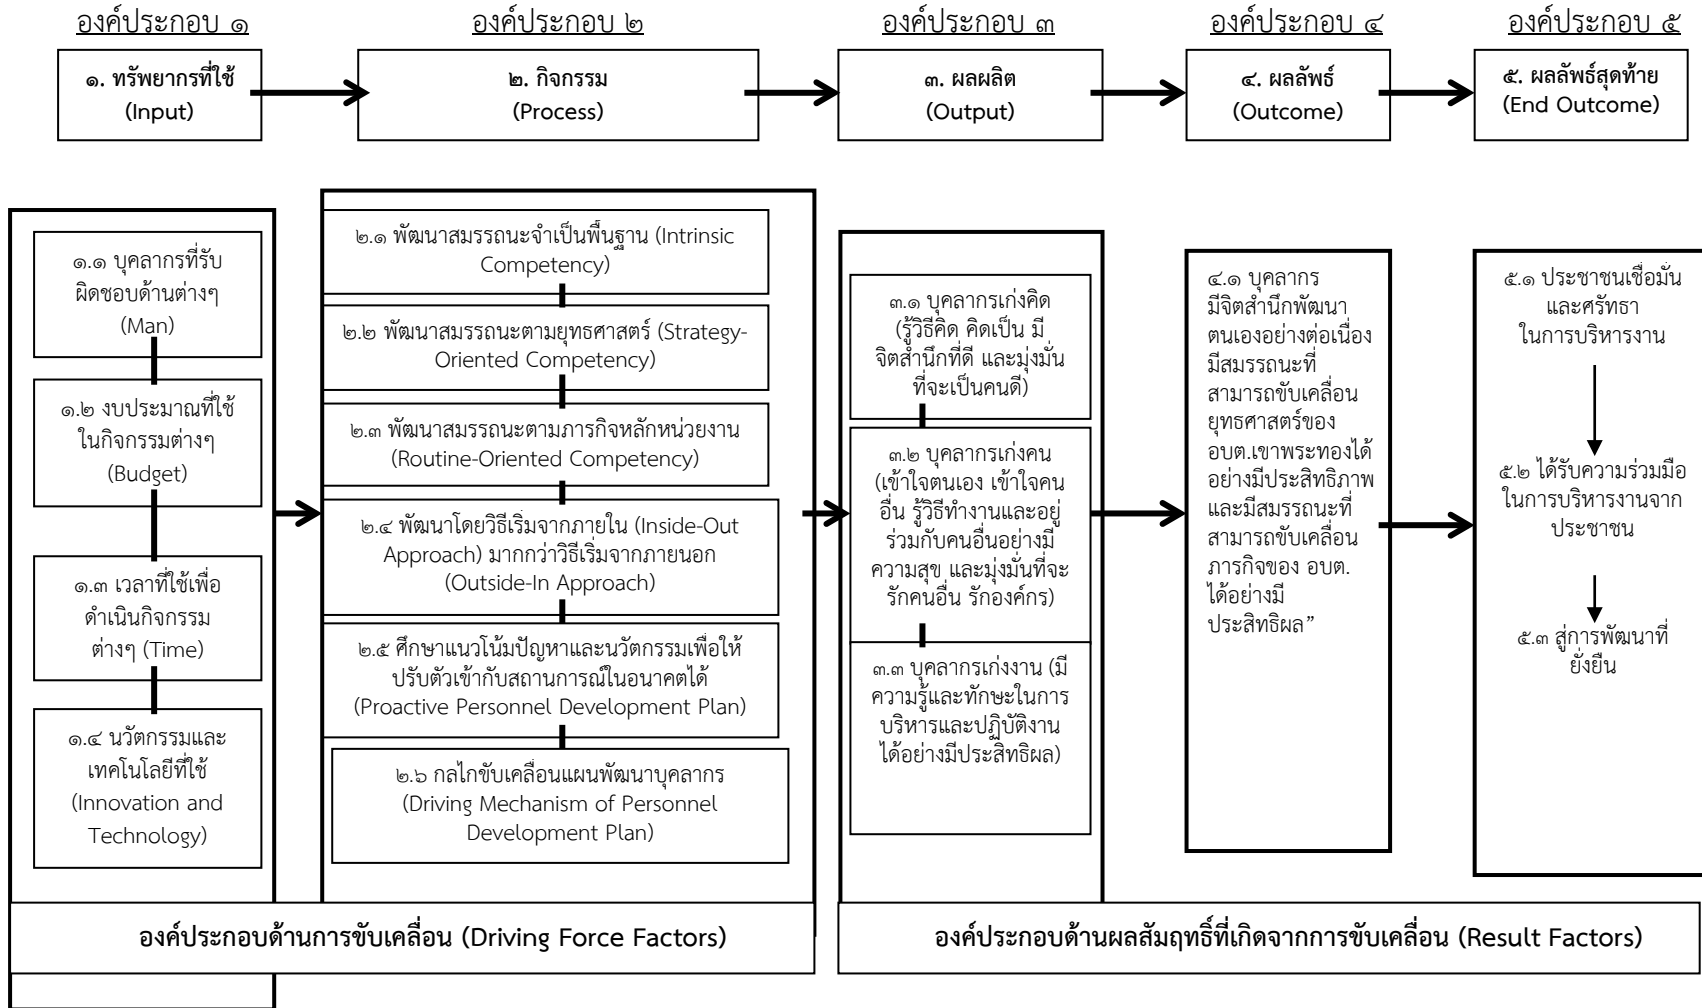 องค์ประกอบ ๑
องค์ประกอบ ๒
องค์ประกอบ ๓
องค์ประกอบ ๔
องค์ประกอบ ๕
๑. ทรัพยากรที่ใช้
(Input)
๒. กิจกรรม
(Process)
๓. ผลผลิต
(Output)
๔. ผลลัพธ์
(Outcome)
๕. ผลลัพธ์สุดท้าย
(End Outcome)
๑.๑ บุคลากรที่รับ
ผิดชอบด้านต่างๆ
(Man)
๑.๒ งบประมาณที่ใช้
ในกิจกรรมต่างๆ
(Budget)
๑.๓ เวลาที่ใช้เพื่อ
ดำเนินกิจกรรม
ต่างๆ (Time)
๑.๔ นวัตกรรมและ
เทคโนโลยีที่ใช้
(Innovation and
Technology)
๒.๑ พัฒนาสมรรถนะจำเป็นพื้นฐาน (Intrinsic
Competency)
๒.๒ พัฒนาสมรรถนะตามยุทธศาสตร์ (Strategy-
Oriented Competency)
๒.๓ พัฒนาสมรรถนะตามภารกิจหลักหน่วยงาน
(Routine-Oriented Competency)
๒.๔ พัฒนาโดยวิธีเริ่มจากภายใน (Inside-Out
Approach) มากกว่าวิธีเริ่มจากภายนอก
(Outside-In Approach)
๒.๕ ศึกษาแนวโน้มปัญหาและนวัตกรรมเพื่อให้
ปรับตัวเข้ากับสถานการณ์ในอนาคตได้
(Proactive Personnel Development Plan)
๒.๖ กลไกขับเคลื่อนแผนพัฒนาบุคลากร
(Driving Mechanism of Personnel
Development Plan)
๓.๑ บุคลากรเก่งคิด
(รู้วิธีคิด คิดเป็น มี
จิตสำนึกที่ดี และมุ่งมั่น
ที่จะเป็นคนดี)
๓.๒ บุคลากรเก่งคน
(เข้าใจตนเอง เข้าใจคน
อื่น รู้วิธีทำงานและอยู่
ร่วมกับคนอื่นอย่างมี
ความสุข และมุ่งมั่นที่จะ
รักคนอื่น รักองค์กร)
๓.๓ บุคลากรเก่งงาน (มี
ความรู้และทักษะในการ
บริหารและปฏิบัติงาน
ได้อย่างมีประสิทธิผล)
๔.๑ บุคลากร
มีจิตสำนึกพัฒนา
ตนเองอย่างต่อเนื่อง
มีสมรรถนะที่
สามารถขับเคลื่อน
ยุทธศาสตร์ของ
อบต.เขาพระทองได้
อย่างมีประสิทธิภาพ
และมีสมรรถนะที่
สามารถขับเคลื่อน
ภารกิจของ อบต.
ได้อย่างมี
ประสิทธิผล”
๕.๑ ประชาชนเชื่อมั่น
และศรัทธา
ในการบริหารงาน
๕.๒ ได้รับความร่วมมือ
ในการบริหารงานจาก
ประชาชน
๕.๓ สู่การพัฒนาที่
ยั่งยืน
องค์ประกอบด้านการขับเคลื่อน (Driving Force Factors)
องค์ประกอบด้านผลสัมฤทธิ์ที่เกิดจากการขับเคลื่อน (Result Factors)